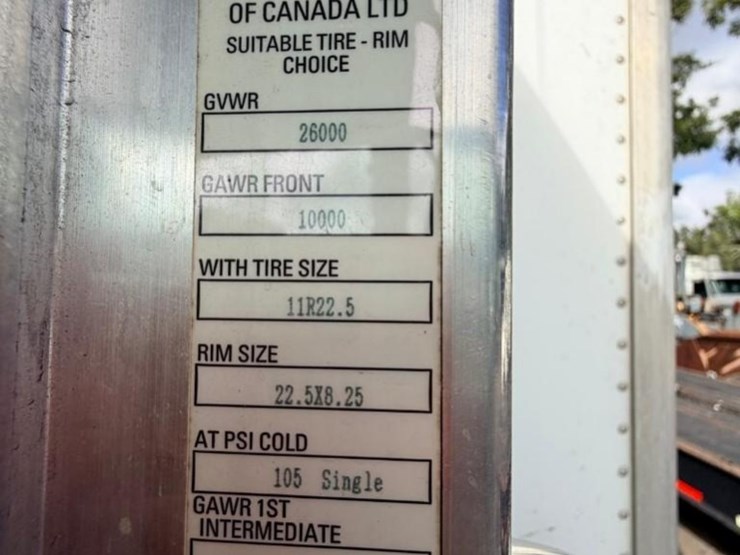 OF CANADA LTD
SUITABLE TIRE - RIM
CHOICE
GVWR
26000
GAWR FRONT
10000
WITH TIRE SIZE
11R22.5
RIM SIZE
22.5X8.25
AT PSI COLD
105 Single
GAWR 1ST
INTERMEDIATE